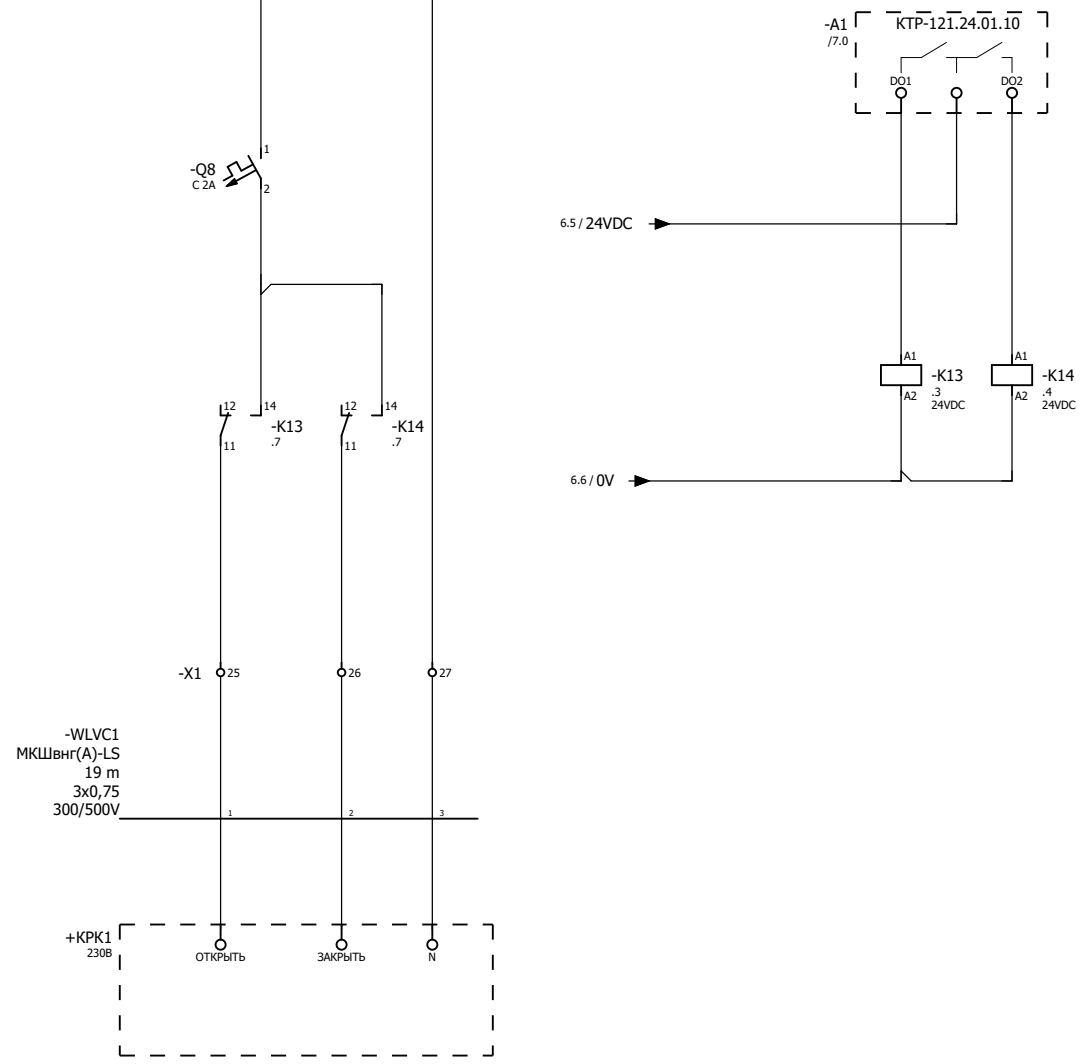 -A1
/7.0
КТР-121.24.01.10
DO1
DO2
-Q8
C 2A
1
2
6.5 / 24VDC
A1
A2
-K13
.3
24VDC
A1
A2
-K14
.4
24VDC
12
14
11
-K13
.7
12
14
11
-K14
.7
6.6 / 0V
-X1
25
26
27
-WLVC1
МКШвнг(A)-LS
19 m
3x0,75
300/500V
1
2
3
+КРК1
230В
ОТКРЫТЬ
ЗАКРЫТЬ
N